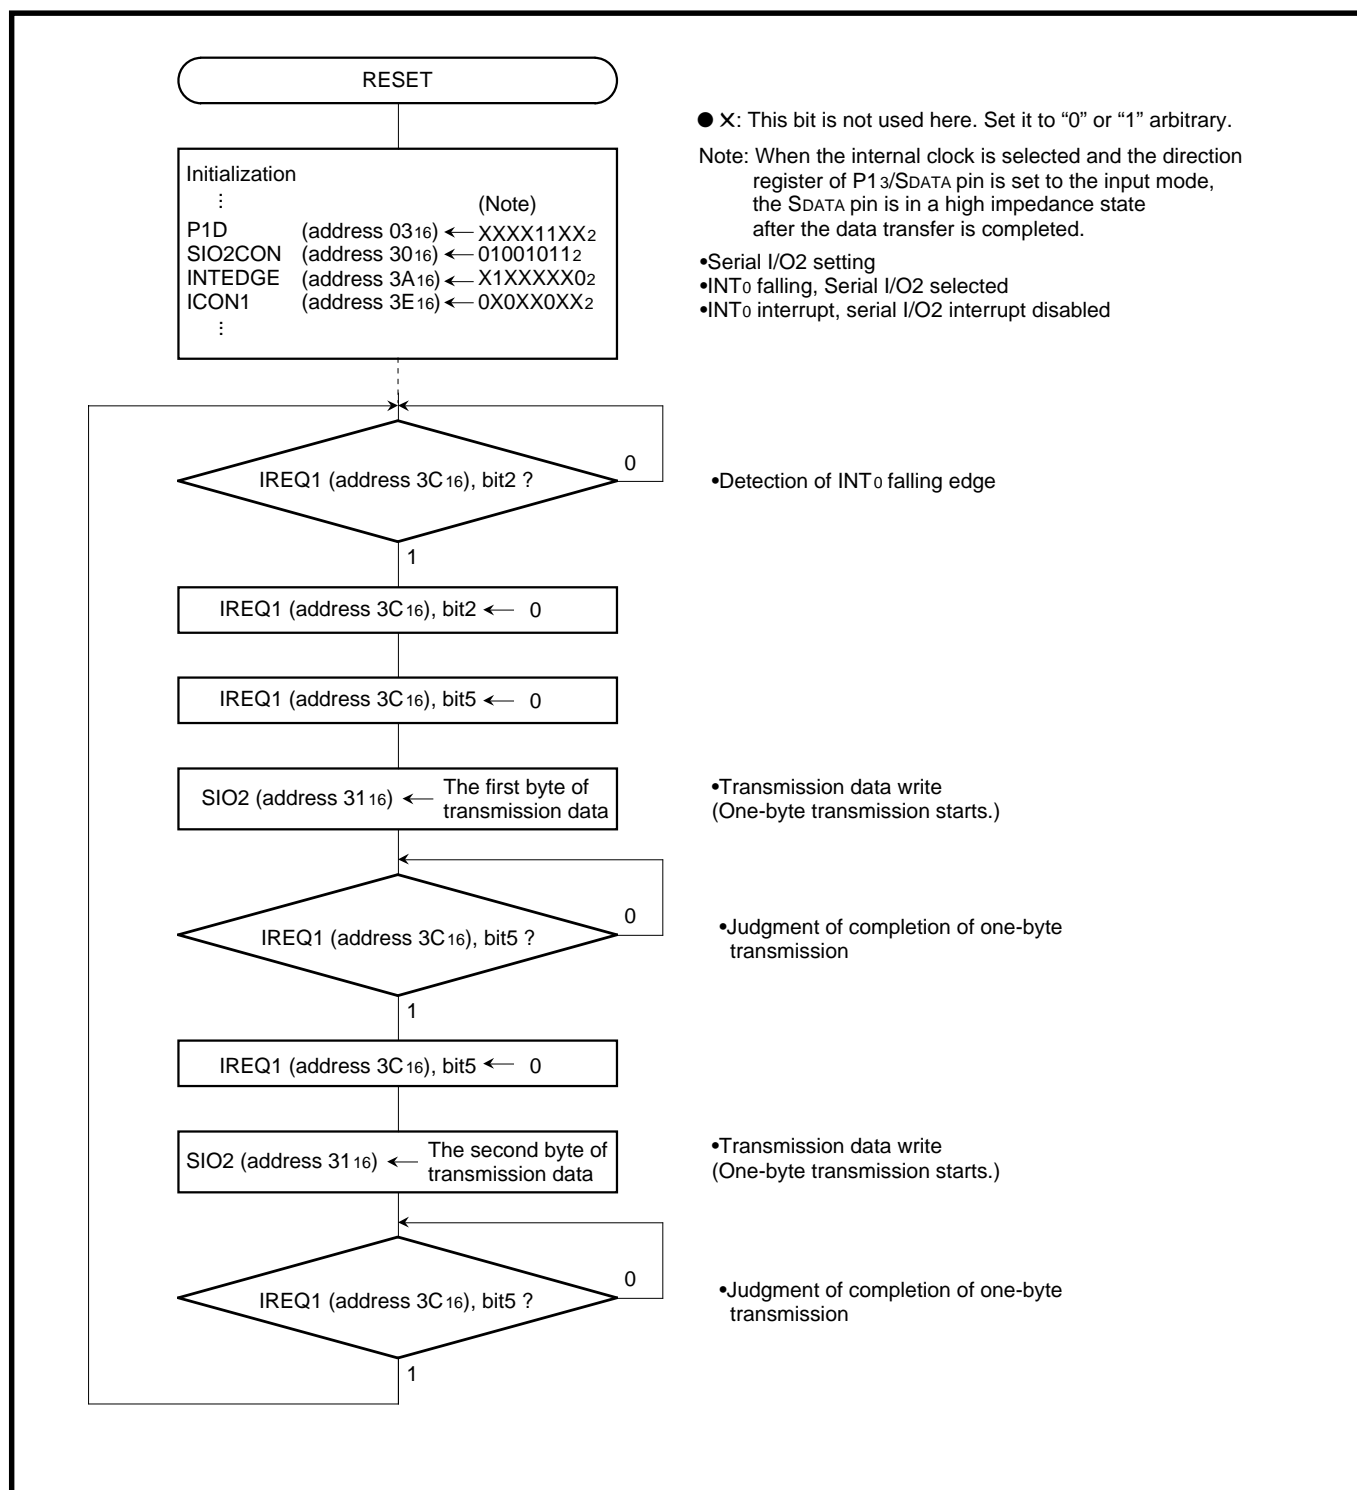 RESET
● X: This bit is not used here. Set it to “0” or “1” arbitrary.
Note: When the internal clock is selected and the direction
register of P13/SDATA pin is set to the input mode,
the SDATA pin is in a high impedance state
after the data transfer is completed.
Initialization
⋮
(Note)
P1D (address 0316) ← XXXX11XX2
SIO2CON (address 3016) ← 010010112
INTEDGE (address 3A16) ← X1XXXXX02
ICON1 (address 3E16) ← 0X0XX0XX2
⋮
•Serial I/O2 setting
•INT0 falling, Serial I/O2 selected
•INT0 interrupt, serial I/O2 interrupt disabled
IREQ1 (address 3C16), bit2 ?
0
•Detection of INT0 falling edge
1
IREQ1 (address 3C16), bit2 ← 0
IREQ1 (address 3C16), bit5 ← 0
SIO2 (address 3116) ← The first byte of
transmission data
•Transmission data write
(One-byte transmission starts.)
IREQ1 (address 3C16), bit5 ?
0
•Judgment of completion of one-byte
transmission
1
IREQ1 (address 3C16), bit5 ← 0
SIO2 (address 3116) ← The second byte of
transmission data
•Transmission data write
(One-byte transmission starts.)
IREQ1 (address 3C16), bit5 ?
0
•Judgment of completion of one-byte
transmission
1